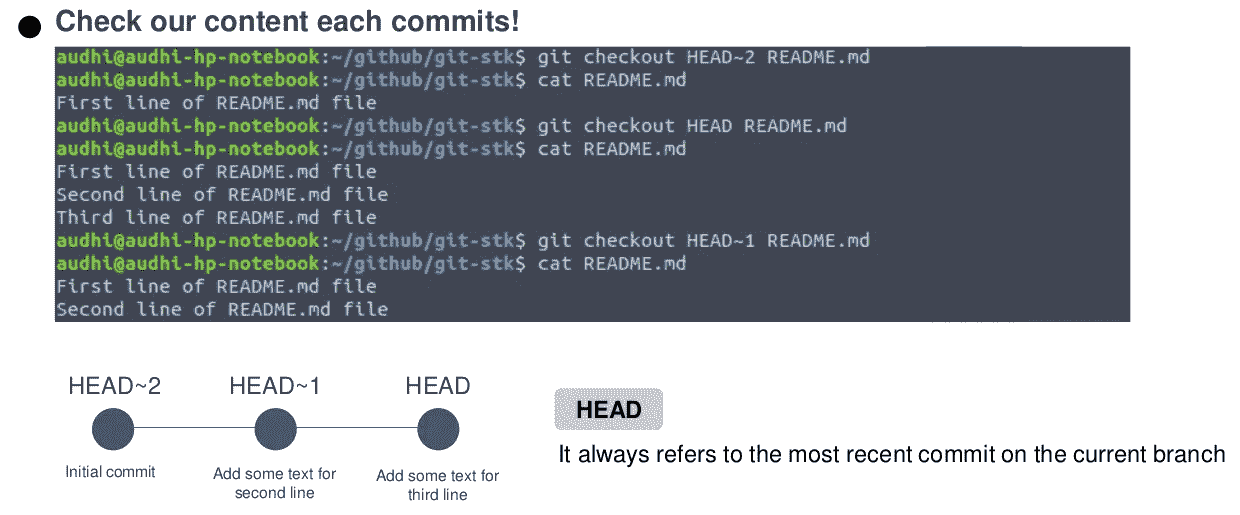 Check our content each commits!
audhi@audhi-hp-notebook:~/github/git-stk$ git checkout HEAD~2 README.md
audhi@audhi-hp-notebook:~/github/git-stk$ cat README.md
First line of README.md file
audhi@audhi-hp-notebook:~/github/git-stk$ git checkout HEAD README.md
audhi@audhi-hp-notebook:~/github/git-stk$ cat README.md
First line of README.md file
Second line of README.md file
Third line of README.md file
audhi@audhi-hp-notebook:~/github/git-stk$ git checkout HEAD~1 README.md
audhi@audhi-hp-notebook:~/github/git-stk$ cat README.md
First line of README.md file
Second line of README.md file
HEAD~2
Initial commit
HEAD~1
Add some text for
second line
HEAD
Add some text for
third line
HEAD
It always refers to the most recent commit on the current branch